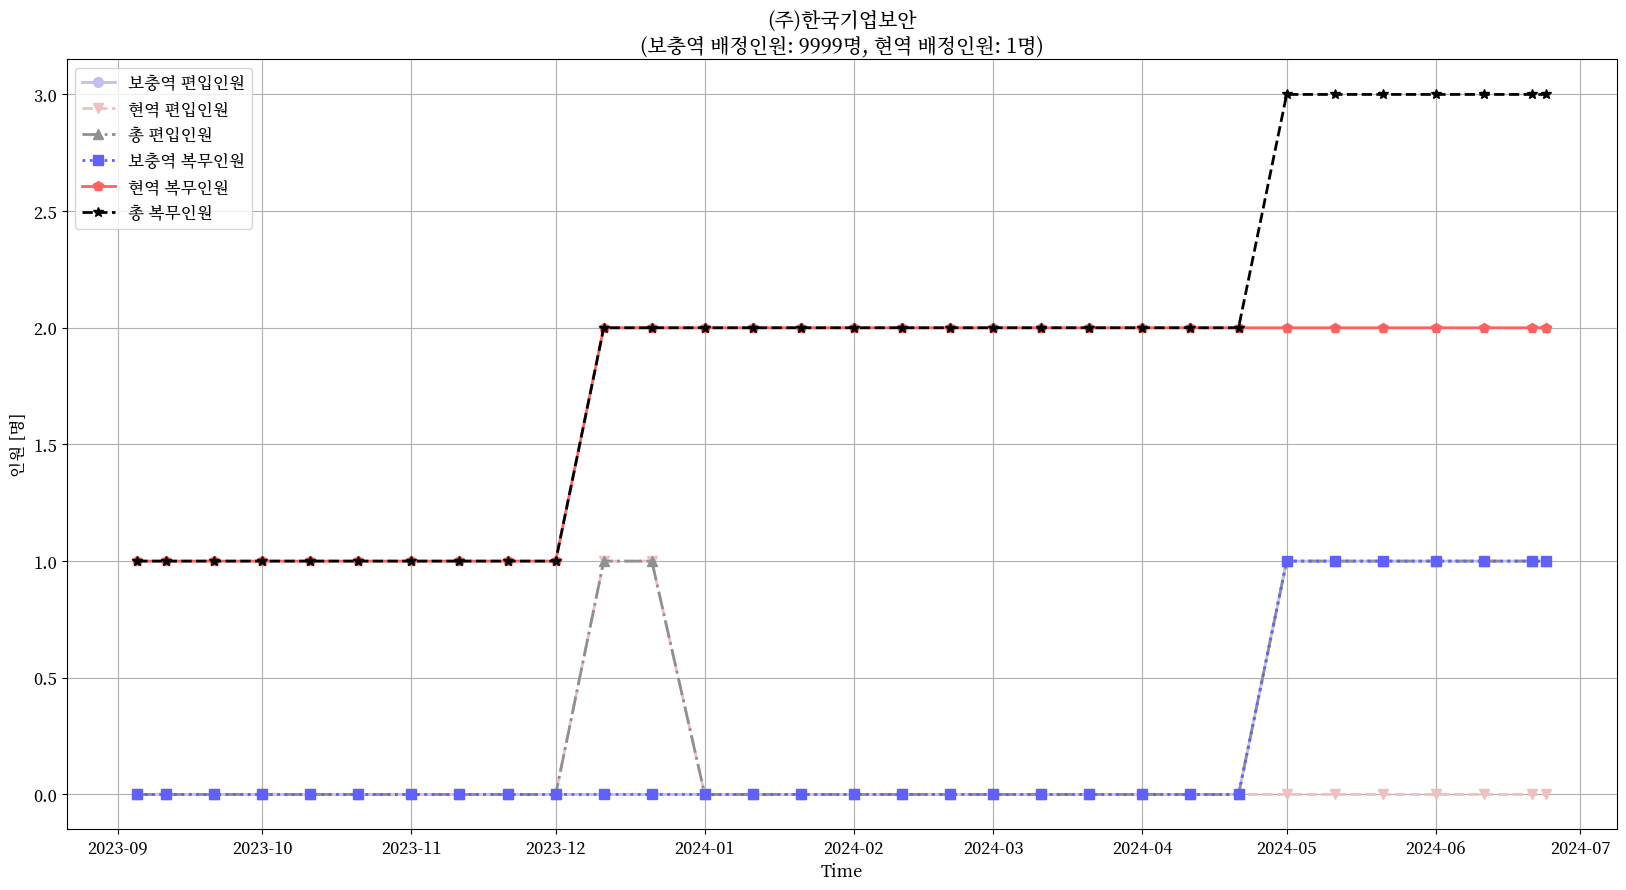 (주)한국기업보안
(보충역 배정인원: 9999명, 현역 배정인원: 1명)
보충역 편입인원
현역 편입인원
총 편입인원
보충역 복무인원
현역 복무인원
총 복무인원
3.0
2.5
2.0
1.5
1.0
0.5
0.0
인원 [명]
2023-09 2023-10 2023-11 2023-12 2024-01 2024-02 2024-03 2024-04 2024-05 2024-06 2024-07
Time